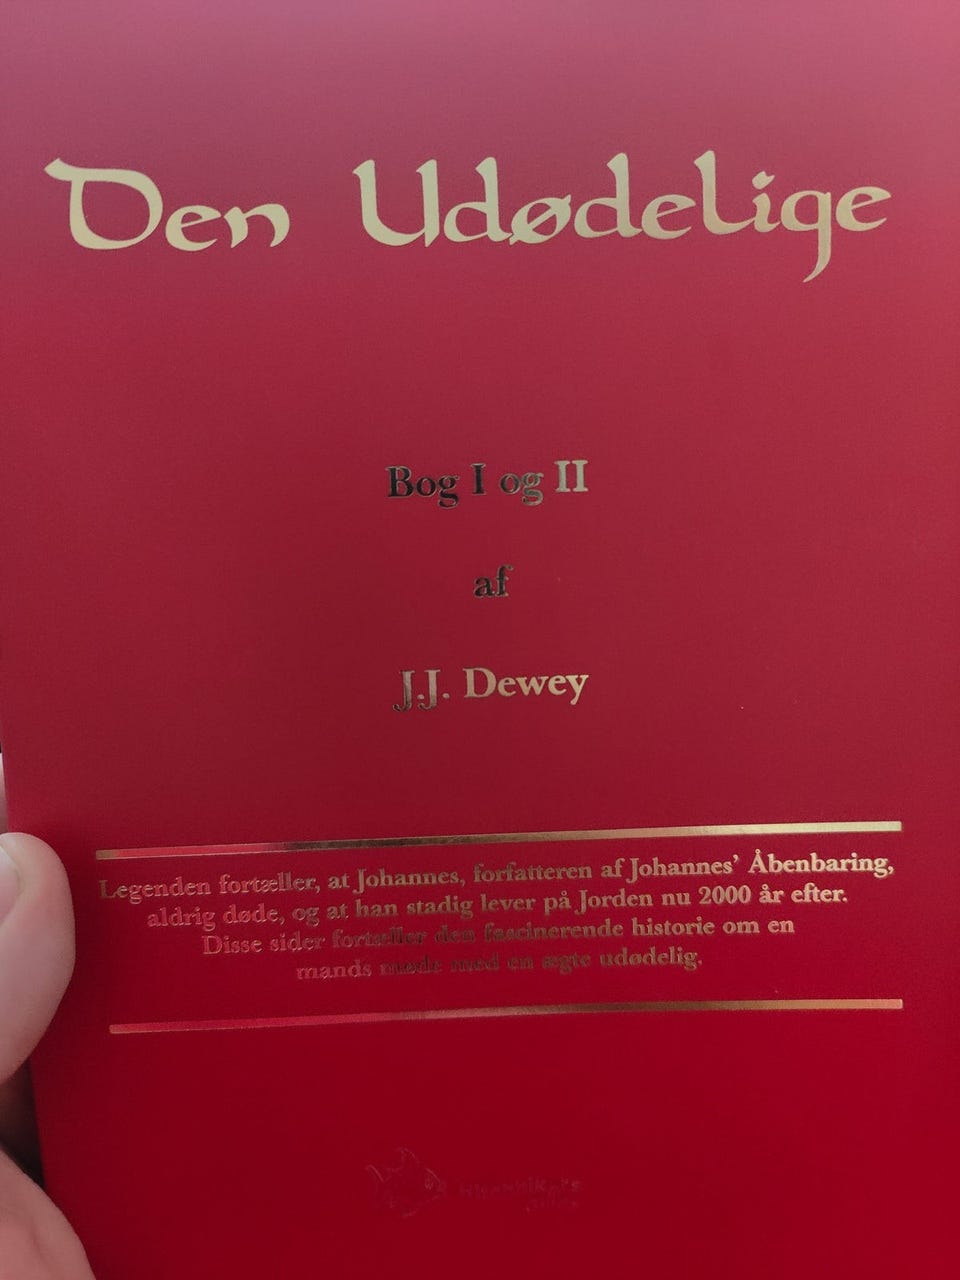 Den Udødelige
Bog I og II
af
J.J. Dewey
Legenden fortæller, at Johannes, forfatteren af Johannes’ Åbenbaring,
aldrig døde, og at han stadig lever på Jorden nu 2000 år efter.
Disse sider fortæller den fascinerende historie om en
mands møde med en ægte udødelig.